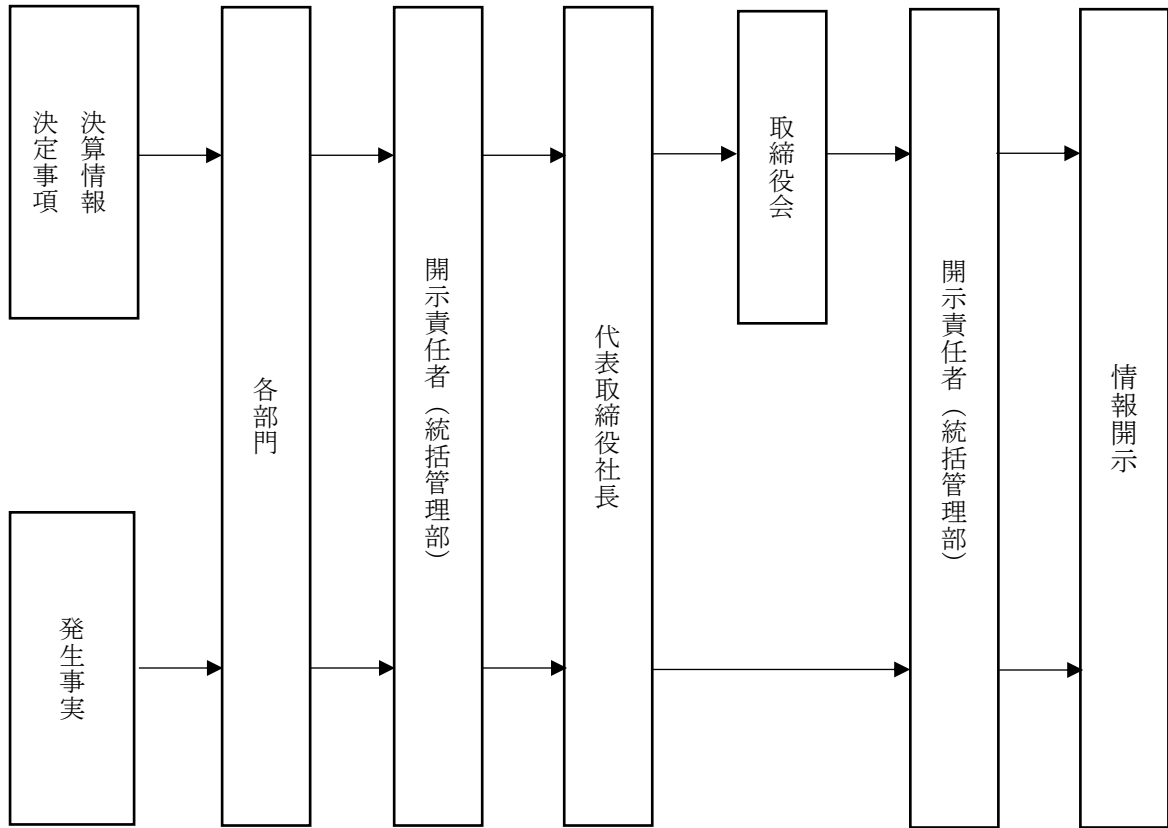 決算情報
決定事項
発生事実
各部門
開示責任者（統括管理部）
代表取締役社長
取締役会
開示責任者（統括管理部）
情報開示